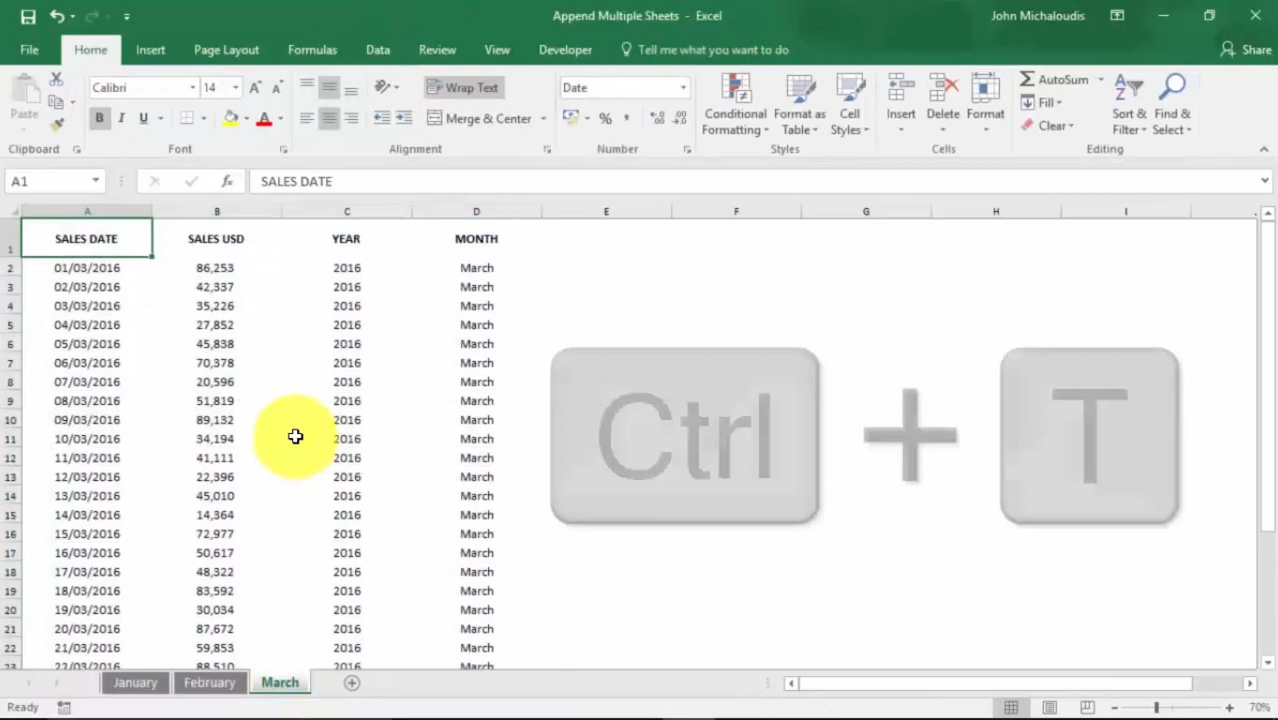 Append Multiple Sheets - Excel
John Michaloudis
File Home Insert Page Layout Formulas Data Review View Developer Tell me what you want to do Share
Paste
Calibri 14 A A
B I U A
Wrap Text
Merge & Center
Date
% ,
Conditional Formatting
Format as Table
Cell Styles
Insert Delete Format
AutoSum
Fill
Clear
Sort & Filter
Find & Select
Clipboard Font Alignment Number Styles Cells Editing
A1 fx SALES DATE
A B C D E F G H I
1 SALES DATE SALES USD YEAR MONTH
2 01/03/2016 86,253 2016 March
3 02/03/2016 42,337 2016 March
4 03/03/2016 35,226 2016 March
5 04/03/2016 27,852 2016 March
6 05/03/2016 45,838 2016 March
7 06/03/2016 70,378 2016 March
8 07/03/2016 20,596 2016 March
9 08/03/2016 51,819 2016 March
10 09/03/2016 89,132 2016 March
11 10/03/2016 34,194 2016 March
12 11/03/2016 41,111 2016 March
13 12/03/2016 22,396 2016 March
14 13/03/2016 45,010 2016 March
15 14/03/2016 14,364 2016 March
16 15/03/2016 72,977 2016 March
17 16/03/2016 50,617 2016 March
18 17/03/2016 48,322 2016 March
19 18/03/2016 83,592 2016 March
20 19/03/2016 30,034 2016 March
21 20/03/2016 87,672 2016 March
22 21/03/2016 59,853 2016 March
23 22/03/2016 88,510 2016 March
Ctrl + T
January February March
Ready
70%